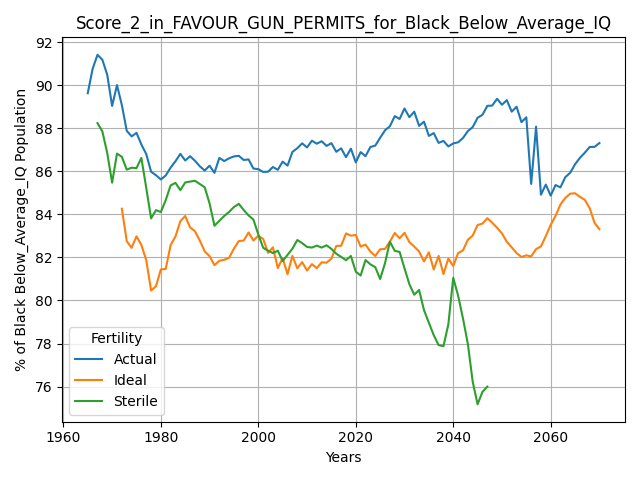 Score_2_in_FAVOUR_GUN_PERMITS_for_Black_Below_Average_IQ
% of Black Below_Average_IQ Population
92
90
88
86
84
82
80
78
76
Fertility
Actual
Ideal
Sterile
1960
1980
2000
2020
2040
2060
Years